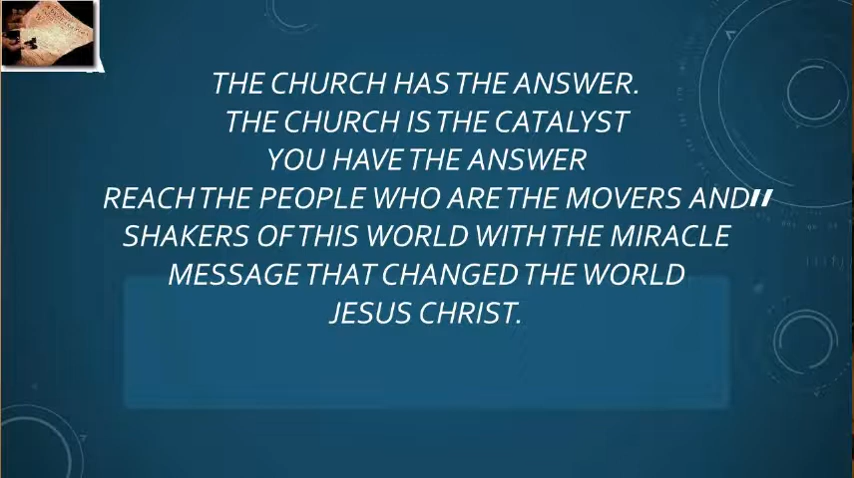 THE CHURCH HAS THE ANSWER.
THE CHURCH IS THE CATALYST
YOU HAVE THE ANSWER
REACH THE PEOPLE WHO ARE THE MOVERS AND"
SHAKERS OF THIS WORLD WITH THE MIRACLE
MESSAGE THAT CHANGED THE WORLD
JESUS CHRIST.